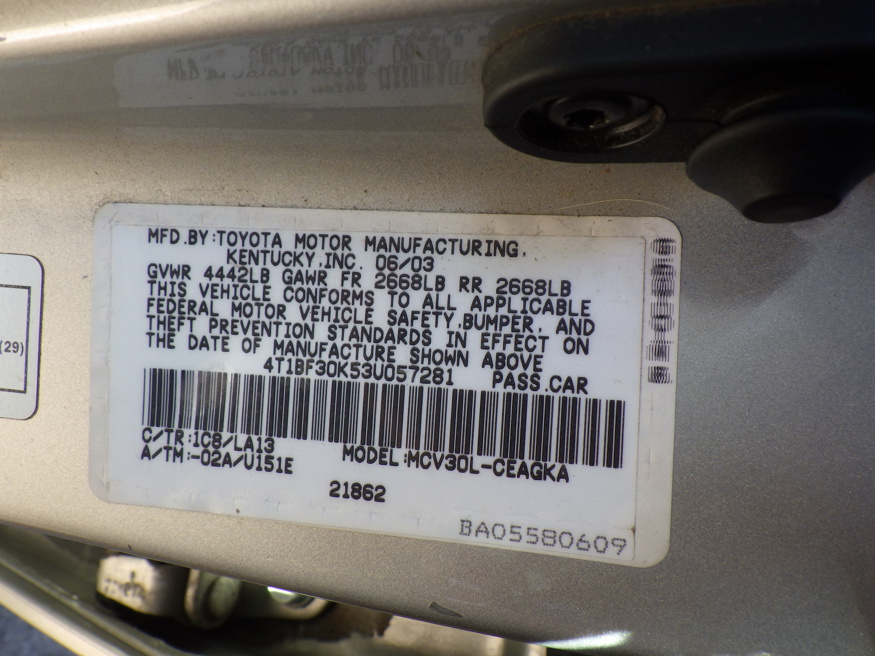 MFD.BY:TOYOTA MOTOR MANUFACTURING,
KENTUCKY,INC. 06/03
GVWR 4442LB GAWR FR 2668LB RR 2668LB
THIS VEHICLE CONFORMS TO ALL APPLICABLE
FEDERAL MOTOR VEHICLE SAFETY,BUMPER, AND
THEFT PREVENTION STANDARDS IN EFFECT ON
THE DATE OF MANUFACTURE SHOWN ABOVE
4T1BF30K53U057281 PASS.CAR
C/TR:1C8/LA13
A/TM:-02A/U151E MODEL:MCV30L-CEAGKA
21862
BA05580609
(29)
TOYOTA